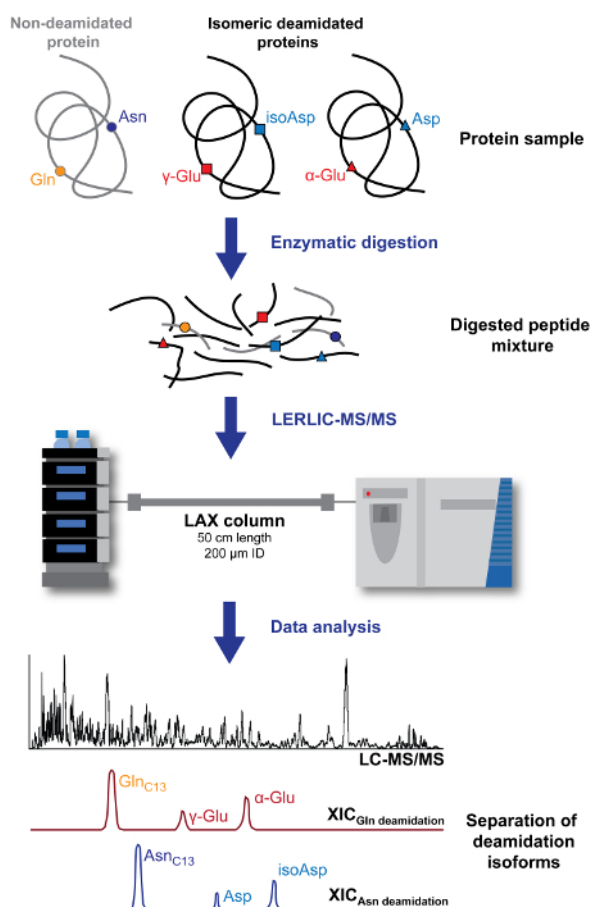 Non-deamidated
protein
Isomeric deamidated
proteins
Asn
isoAsp
Asp
Gln
γ-Glu
α-Glu
Protein sample
Enzymatic digestion
Digested peptide
mixture
LERLIC-MS/MS
LAX column
50 cm length
200 µm ID
Data analysis
LC-MS/MS
GlnC13
γ-Glu
α-Glu
XICGln deamidation
AsnC13
Asp
isoAsp
XICAsn deamidation
Separation of
deamidation
isoforms